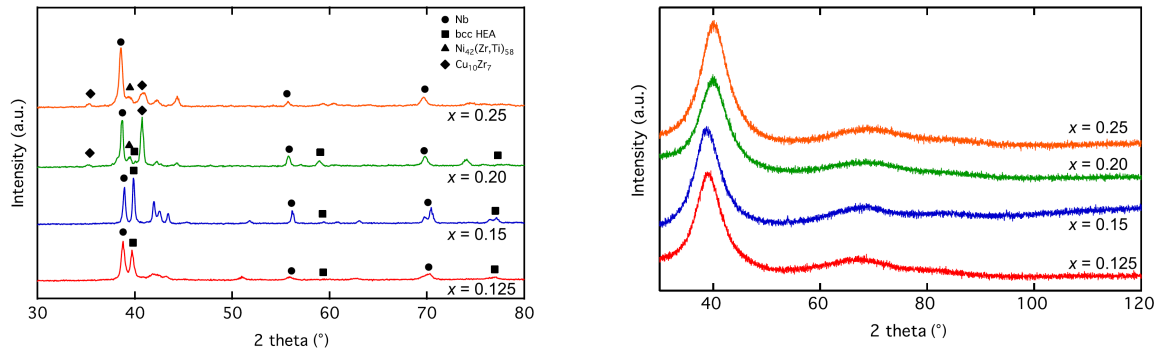 Nb
bcc HEA
Ni42(Zr,Ti)58
Cu10Zr7
x = 0.25
x = 0.20
x = 0.15
x = 0.125
Intensity (a.u.)
30 40 50 60 70 80
2 theta (°)
x = 0.25
x = 0.20
x = 0.15
x = 0.125
Intensity (a.u.)
40 60 80 100 120
2 theta (°)